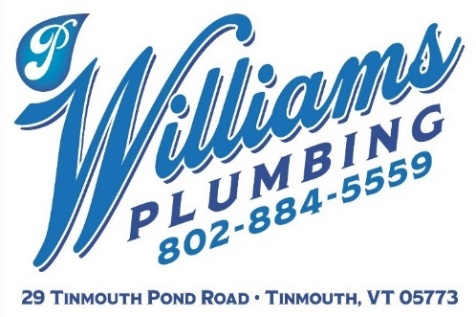 P
Williams
PLUMBING
802-884-5559
29 TINMOUTH POND ROAD • TINMOUTH, VT 05773